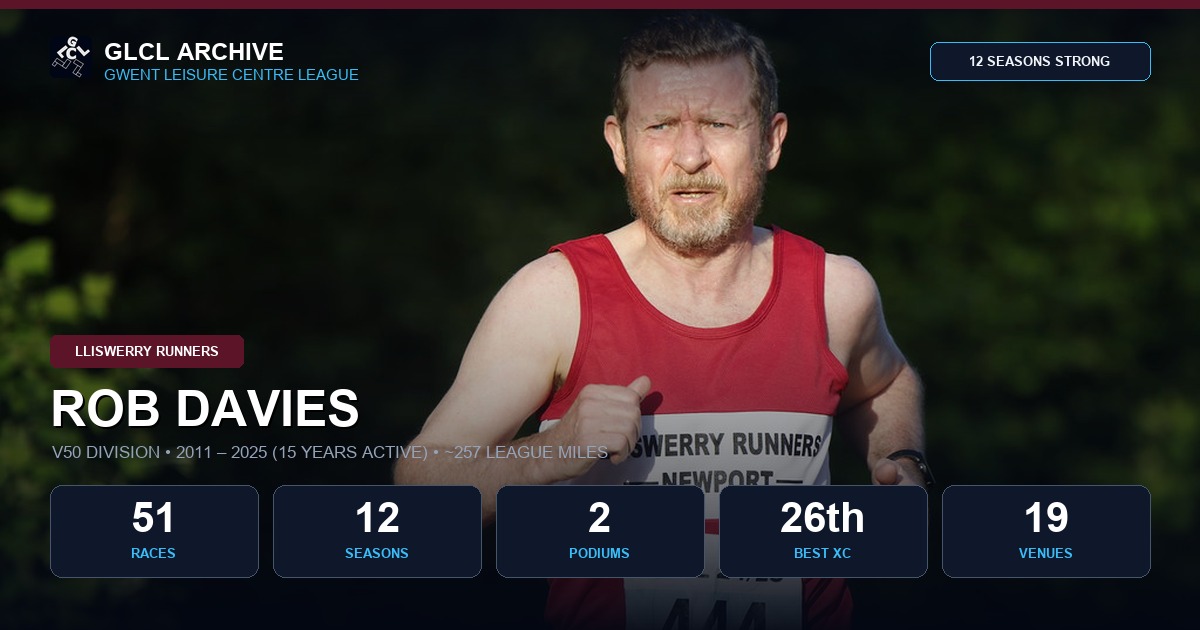 GLCL ARCHIVE
GWENT LEISURE CENTRE LEAGUE
12 SEASONS STRONG
LLISWERRY RUNNERS
ROB DAVIES
V50 DIVISION • 2011 – 2025 (15 YEARS ACTIVE) • ~257 LEAGUE MILES
SWERRY RUNNERS
NEWPORT
51
RACES
12
SEASONS
2
PODIUMS
26th
BEST XC
19
VENUES
444